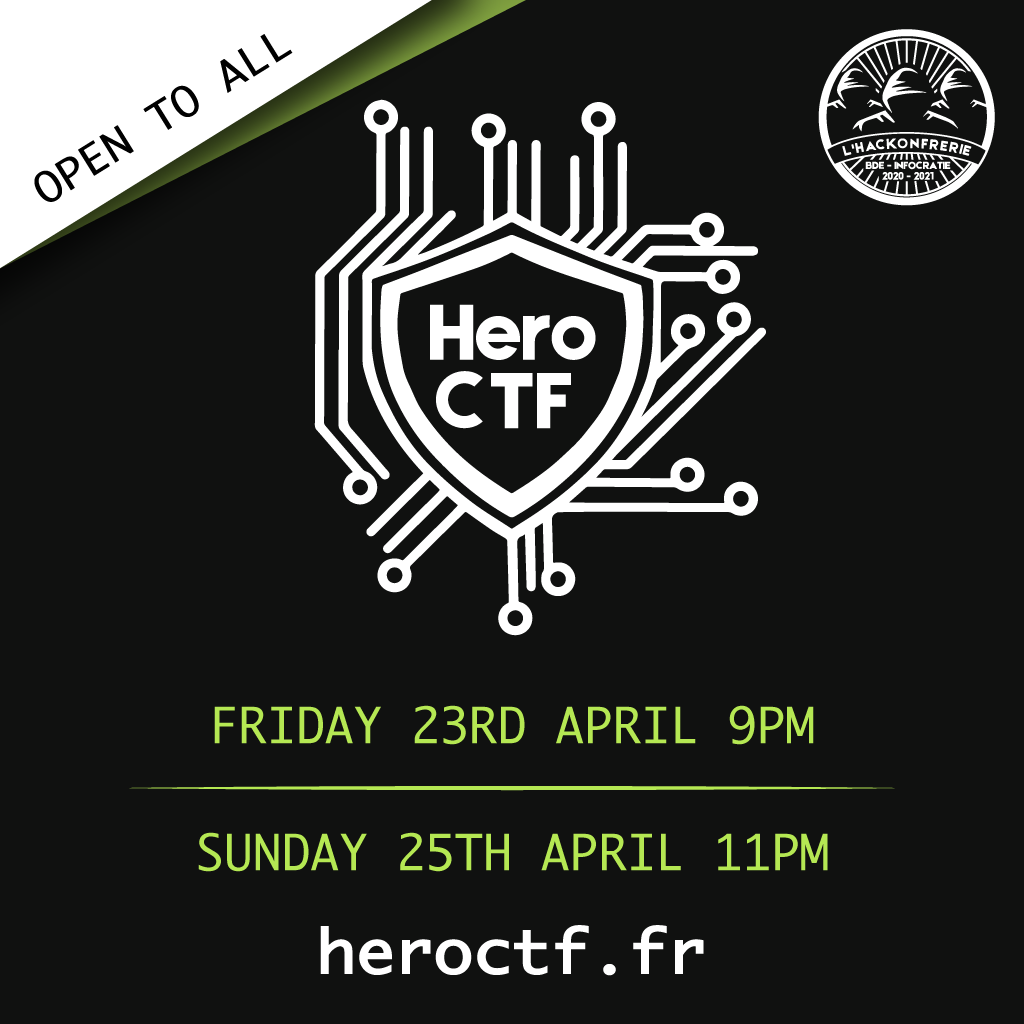 OPEN TO ALL
L'HACKONFRERIE
BDE - INFOCRATIE
2020 - 2021
Hero
CTF
FRIDAY 23RD APRIL 9PM
SUNDAY 25TH APRIL 11PM
heroctf.fr